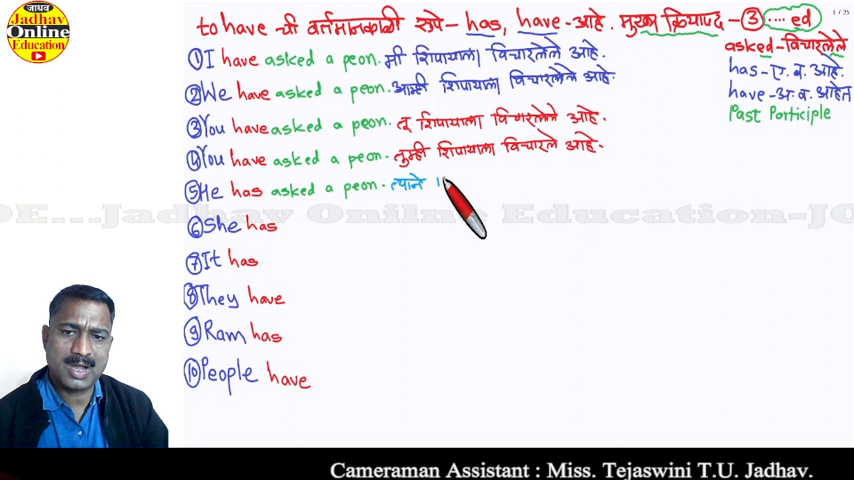 जाधव
Online
Education
1 / 25
to have ची वर्तमानकाळी रुपे - has, have - आहे. मुख्य क्रियापद - ③ .... ed
asked - विचारलेले
has - ए. व. आहे.
have - अ. व. आहेत
Past Participle
① I have asked a peon. मी शिपायाला विचारलेले आहे.
② We have asked a peon. आम्ही शिपायाला विचारलेले आहे.
③ You have asked a peon. तू शिपायाला विचारलेले आहे.
④ You have asked a peon. तुम्ही शिपायाला विचारले आहे.
⑤ He has asked a peon. त्याने
⑥ She has
⑦ It has
⑧ They have
⑨ Ram has
⑩ People have
OE...Jadhav Onilne Education-JO
Cameraman Assistant : Miss. Tejaswini T.U. Jadhav.